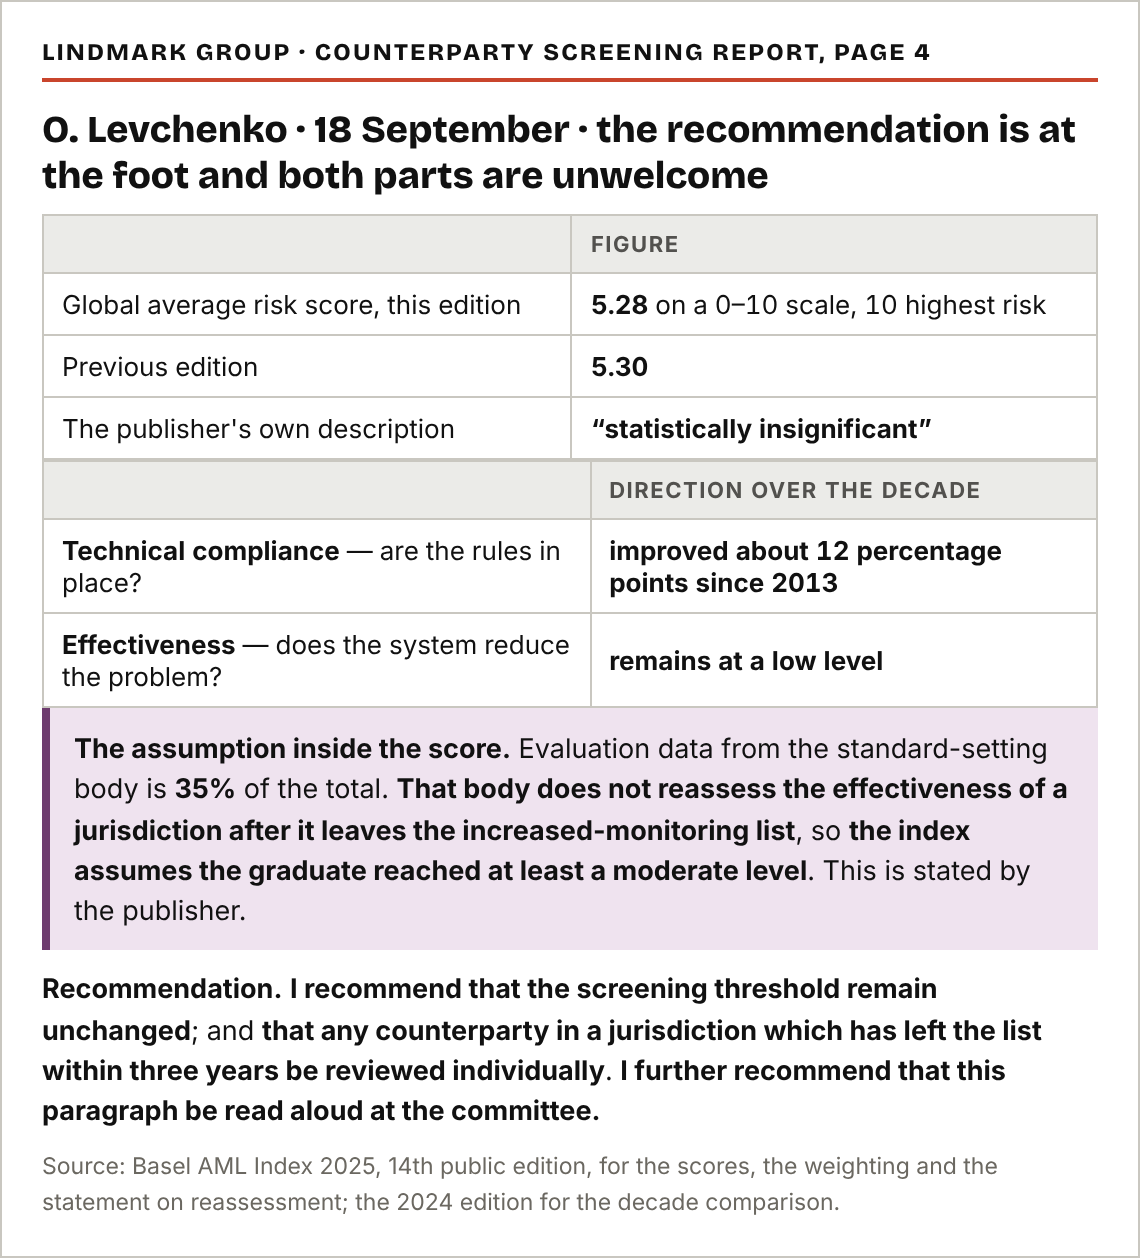 LINDMARK GROUP · COUNTERPARTY SCREENING REPORT, PAGE 4
O. Levchenko · 18 September · the recommendation is at
the foot and both parts are unwelcome
FIGURE
Global average risk score, this edition 5.28 on a 0–10 scale, 10 highest risk
Previous edition 5.30
The publisher's own description “statistically insignificant”
DIRECTION OVER THE DECADE
Technical compliance — are the rules in
place?
improved about 12 percentage
points since 2013
Effectiveness — does the system reduce
the problem?
remains at a low level
The assumption inside the score. Evaluation data from the standard-setting
body is 35% of the total. That body does not reassess the effectiveness of a
jurisdiction after it leaves the increased-monitoring list, so the index
assumes the graduate reached at least a moderate level. This is stated by
the publisher.
Recommendation. I recommend that the screening threshold remain
unchanged; and that any counterparty in a jurisdiction which has left the list
within three years be reviewed individually. I further recommend that this
paragraph be read aloud at the committee.
Source: Basel AML Index 2025, 14th public edition, for the scores, the weighting and the
statement on reassessment; the 2024 edition for the decade comparison.